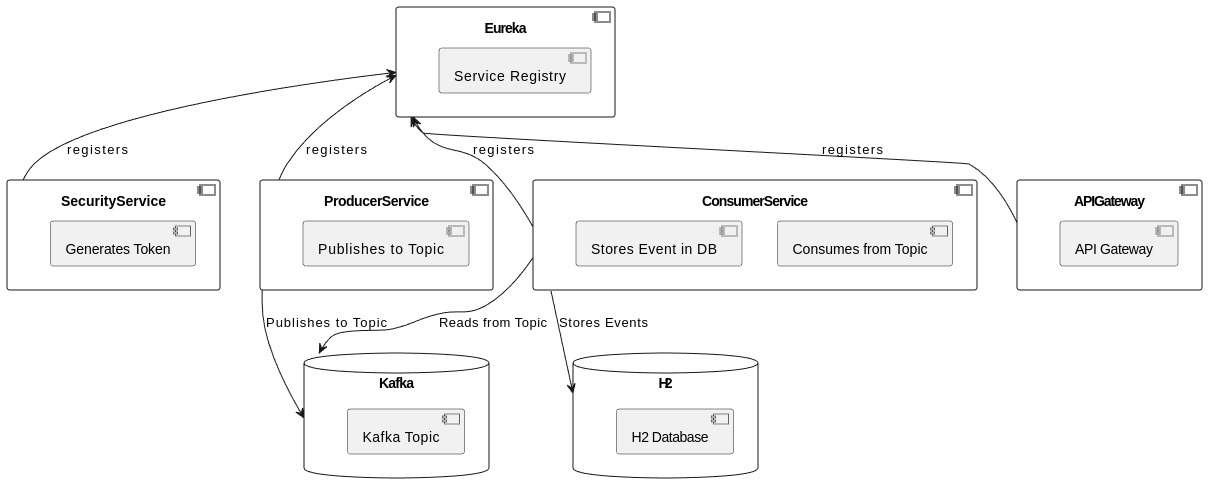 Eureka
Service Registry
registers
registers
registers
registers
SecurityService
Generates Token
ProducerService
Publishes to Topic
ConsumerService
Stores Event in DB
Consumes from Topic
APIGateway
API Gateway
Publishes to Topic
Reads from Topic
Stores Events
Kafka
Kafka Topic
H2
H2 Database